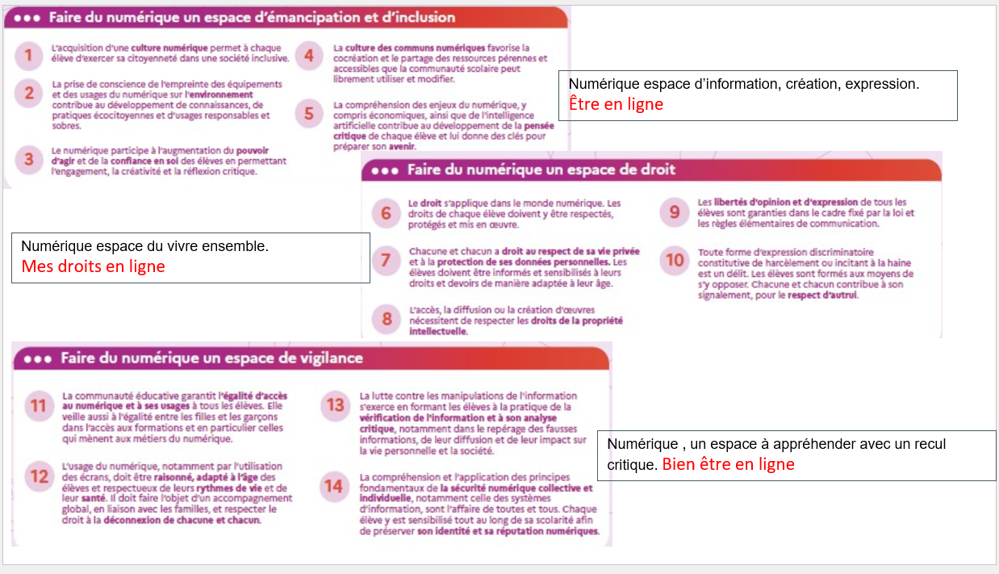 ••• Faire du numérique un espace d'émancipation et d'inclusion
1
L'acquisition d'une culture numérique permet à chaque
élève d'exercer sa citoyenneté dans une société inclusive.
2
La prise de conscience de l'empreinte des équipements
et des usages du numérique sur l'environnement
contribue au développement de connaissances, de
pratiques écocitoyennes et d'usages responsables et
sobres.
3
Le numérique participe à l'augmentation du pouvoir
d'agir et de la confiance en soi des élèves en permettant
l'engagement, la créativité et la réflexion critique.
4
La culture des communs numériques favorise la
cocréation et le partage des ressources pérennes et
accessibles que la communauté scolaire peut
librement utiliser et modifier.
5
La compréhension des enjeux du numérique, y
compris économiques, ainsi que de l'intelligence
artificielle contribue au développement de la pensée
critique de chaque élève et lui donne des clés pour
préparer son avenir.
Numérique espace d’information, création, expression.
Être en ligne
••• Faire du numérique un espace de droit
6
Le droit s'applique dans le monde numérique. Les
droits de chaque élève doivent y être respectés,
protégés et mis en œuvre.
7
Chacune et chacun a droit au respect de sa vie privée
et à la protection de ses données personnelles. Les
élèves doivent être informés et sensibilisés à leurs
droits et devoirs de manière adaptée à leur âge.
8
L'accès, la diffusion ou la création d'œuvres
nécessitent de respecter les droits de la propriété
intellectuelle.
9
Les libertés d'opinion et d'expression de tous les
élèves sont garanties dans le cadre fixé par la loi et
les règles élémentaires de communication.
10
Toute forme d'expression discriminatoire
constitutive de harcèlement ou incitant à la haine
est un délit. Les élèves sont formés aux moyens de
s'y opposer. Chacune et chacun contribue à son
signalement, pour le respect d'autrui.
Numérique espace du vivre ensemble.
Mes droits en ligne
••• Faire du numérique un espace de vigilance
11
La communauté éducative garantit l'égalité d'accès
au numérique et à ses usages à tous les élèves. Elle
veille aussi à l'égalité entre les filles et les garçons
dans l'accès aux formations et en particulier celles
qui mènent aux métiers du numérique.
12
L'usage du numérique, notamment par l'utilisation
des écrans, doit être raisonné, adapté à l'âge des
élèves et respectueux de leurs rythmes de vie et de
leur santé. Il doit faire l'objet d'un accompagnement
global, en liaison avec les familles, et respecter le
droit à la déconnexion de chacune et chacun.
13
La lutte contre les manipulations de l'information
s'exerce en formant les élèves à la pratique de la
vérification de l'information et à son analyse
critique, notamment dans le repérage des fausses
informations, de leur diffusion et de leur impact sur
la vie personnelle et la société.
14
La compréhension et l'application des principes
fondamentaux de la sécurité numérique collective et
individuelle, notamment celle des systèmes
d'information, sont l'affaire de toutes et tous. Chaque
élève y est sensibilisé tout au long de sa scolarité afin
de préserver son identité et sa réputation numériques.
Numérique , un espace à appréhender avec un recul
critique. Bien être en ligne